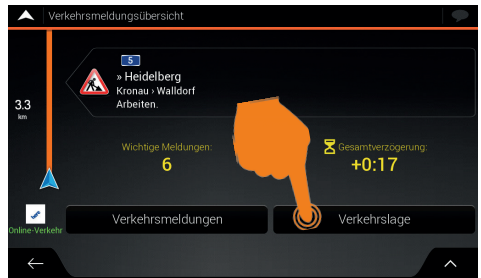 Verkehrsmeldungsübersicht
5
» Heidelberg
Kronau › Walldorf
Arbeiten.
3.3
km
Wichtige Meldungen:
6
Gesamtverzögerung:
+0:17
Online-Verkehr
Verkehrsmeldungen
Verkehrslage